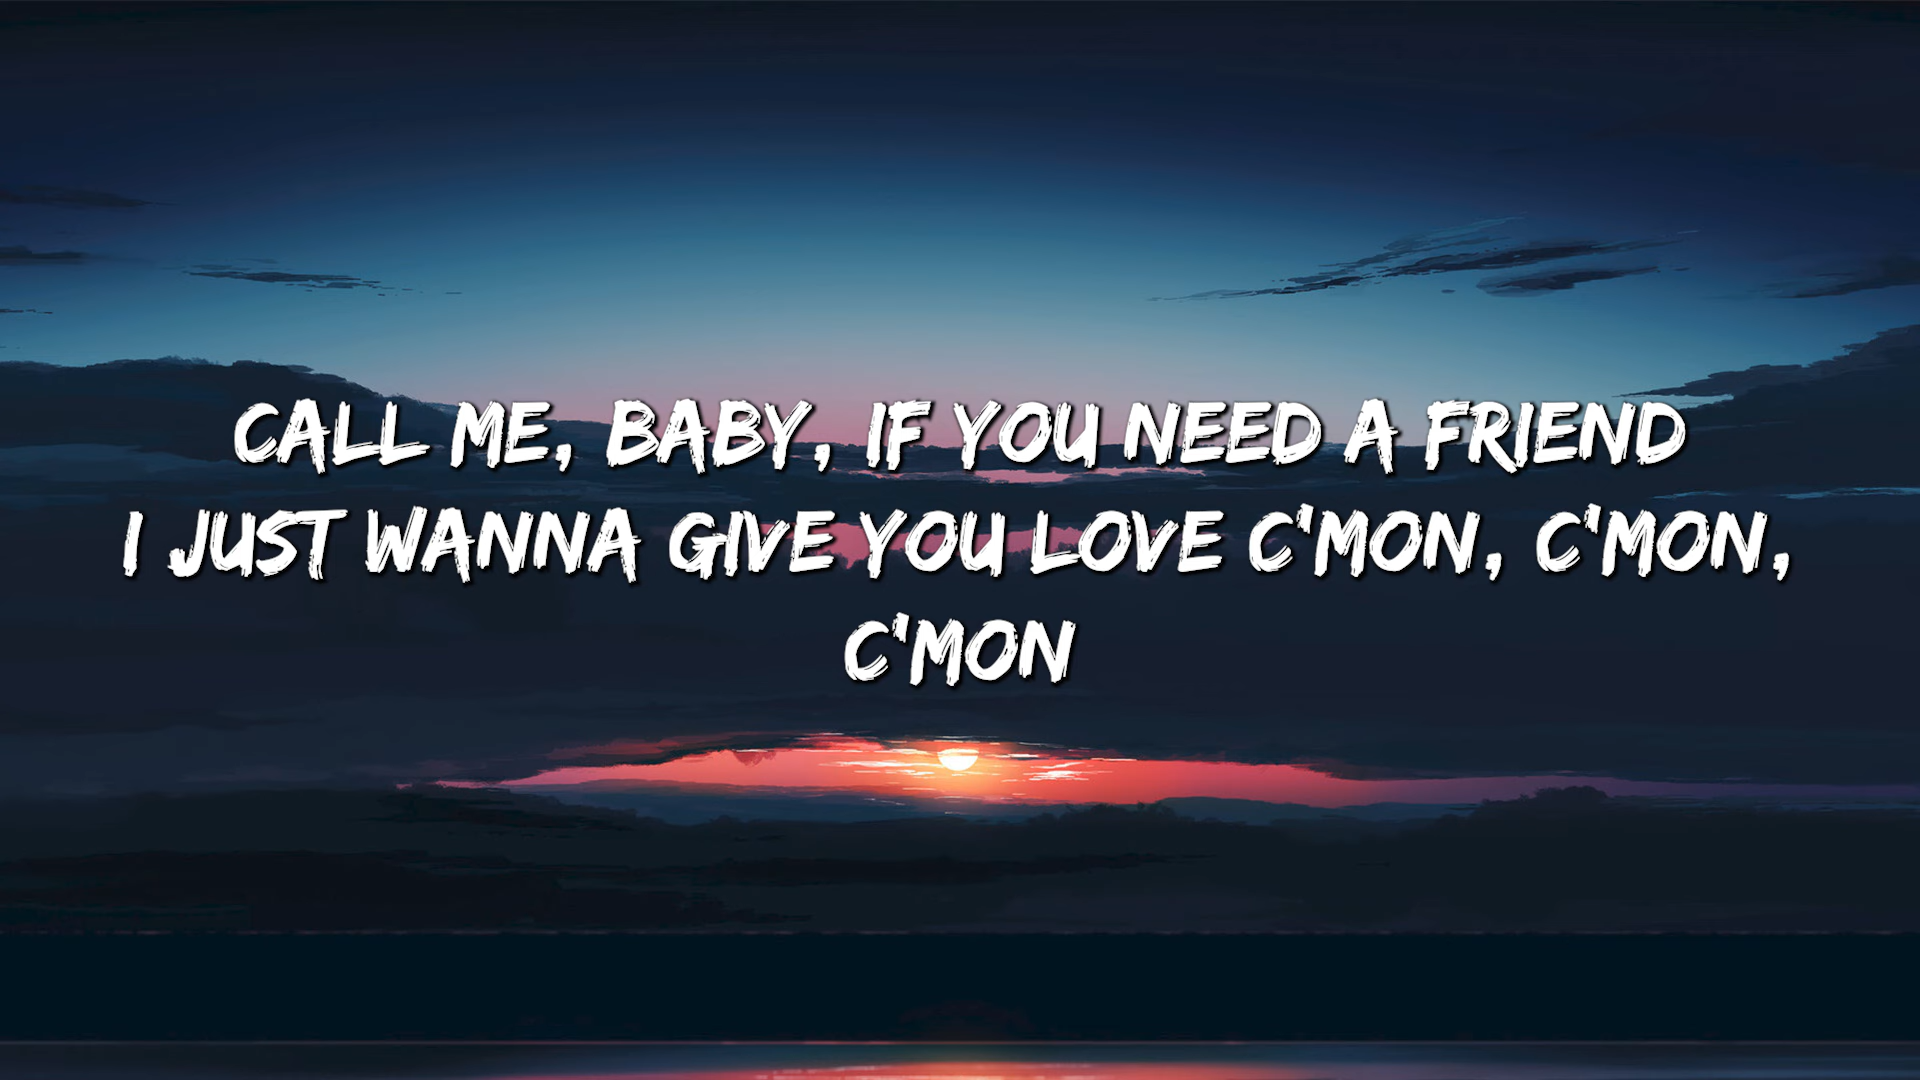 CALL ME, BABY, IF YOU NEED A FRIEND
I JUST WANNA GIVE YOU LOVE C'MON, C'MON,
C'MON